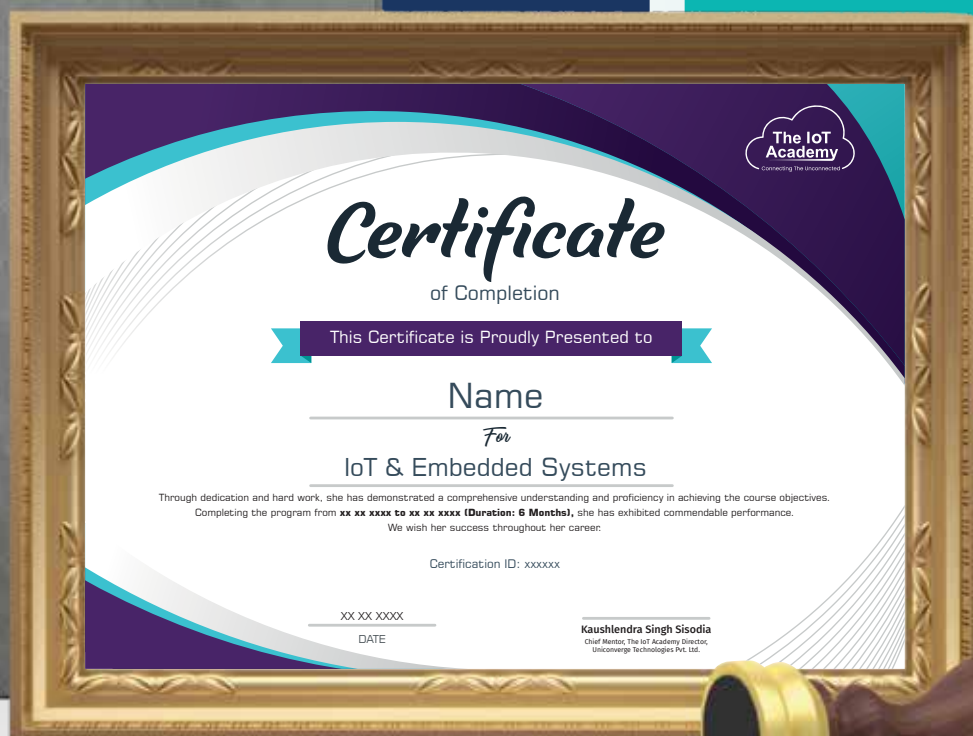 The IoT
Academy
Connecting The Unconnected
Certificate
of Completion
This Certificate is Proudly Presented to
Name
For
IoT & Embedded Systems
Through dedication and hard work, she has demonstrated a comprehensive understanding and proficiency in achieving the course objectives.
Completing the program from xx xx xxxx to xx xx xxxx (Duration: 6 Months), she has exhibited commendable performance.
We wish her success throughout her career.
Certification ID: xxxxxx
XX XX XXXX
DATE
Kaushlendra Singh Sisodia
Chief Mentor, The IoT Academy Director,
Uniconverge Technologies Pvt. Ltd.